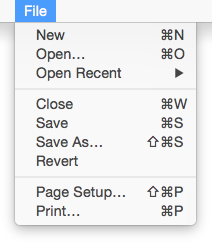 File
New ⌘N
Open... ⌘O
Open Recent ▶
Close ⌘W
Save ⌘S
Save As... ⇧⌘S
Revert
Page Setup... ⇧⌘P
Print... ⌘P